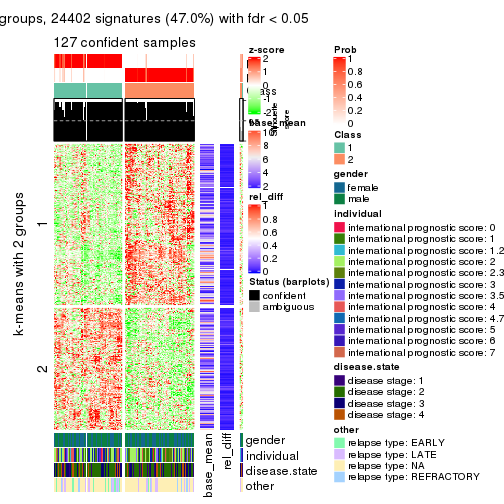 groups, 24402 signatures (47.0%) with fdr < 0.05
127 confident samples
k-means with 2 groups
1
2
z-score
2
1
0
-1
-2
base_mean
10
8
6
4
2
rel_diff
1
0.8
0.6
0.4
0.2
0
Status (barplots)
confident
ambiguous
Silhouette
score
base_mean
rel_diff
gender
individual
disease.state
other
Prob
1
0.8
0.6
0.4
0.2
0
Class
1
2
gender
female
male
individual
international prognostic score: 0
international prognostic score: 1
international prognostic score: 1.2
international prognostic score: 2
international prognostic score: 2.3
international prognostic score: 3
international prognostic score: 3.5
international prognostic score: 4
international prognostic score: 4.7
international prognostic score: 5
international prognostic score: 6
international prognostic score: 7
disease.state
disease stage: 1
disease stage: 2
disease stage: 3
disease stage: 4
other
relapse type: EARLY
relapse type: LATE
relapse type: NA
relapse type: REFRACTORY